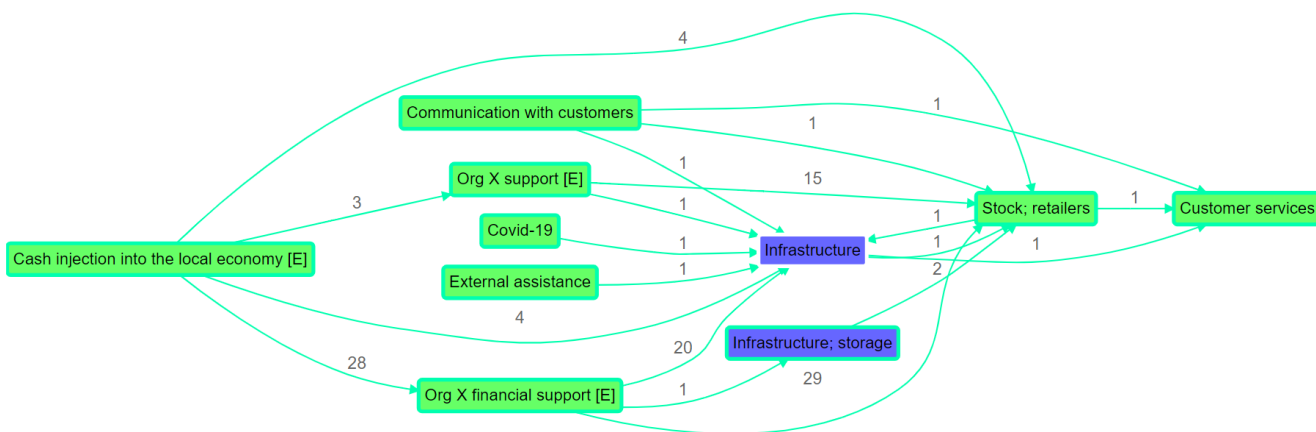 4
Communication with customers
1
1
1
Org X support [E]
15
3
1
Stock; retailers
1
Customer services
Covid-19
1
1
Infrastructure
1
1
Cash injection into the local economy [E]
External assistance
1
2
4
Infrastructure; storage
20
28
29
Org X financial support [E]
1